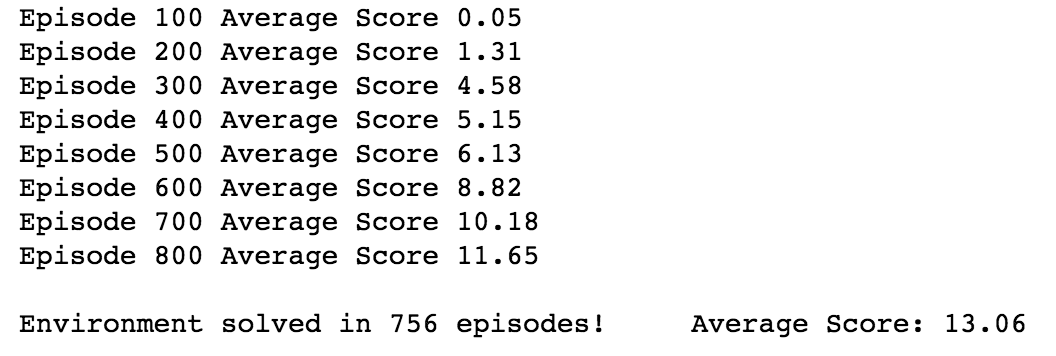 Episode 100 Average Score 0.05
Episode 200 Average Score 1.31
Episode 300 Average Score 4.58
Episode 400 Average Score 5.15
Episode 500 Average Score 6.13
Episode 600 Average Score 8.82
Episode 700 Average Score 10.18
Episode 800 Average Score 11.65
Environment solved in 756 episodes! Average Score: 13.06